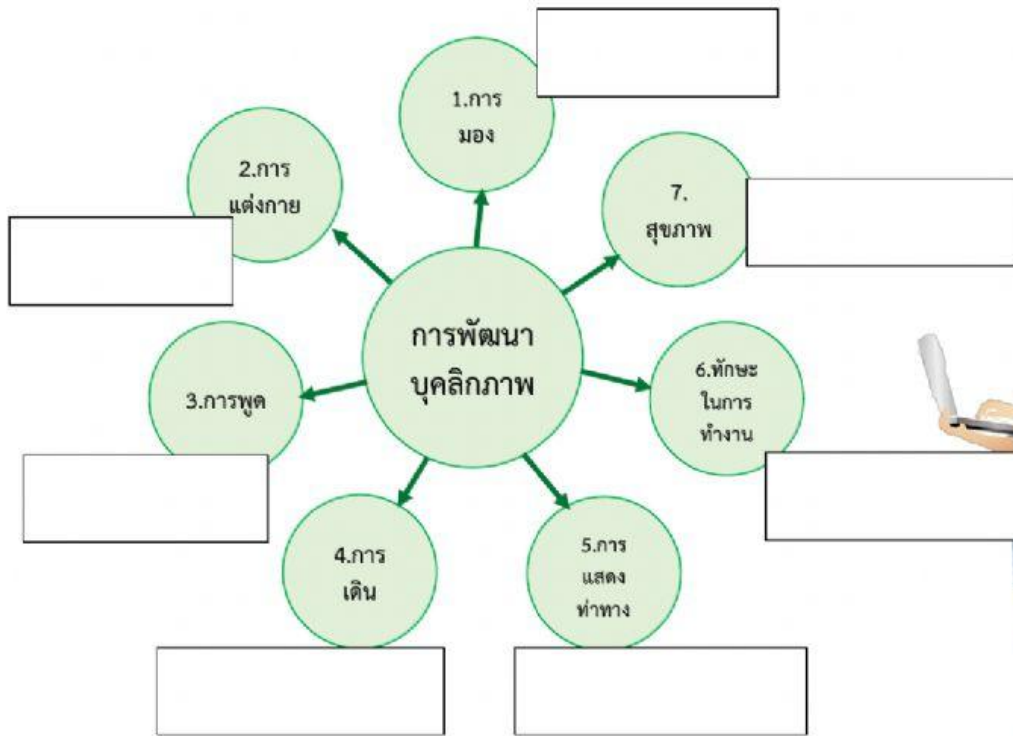 1.การ
มอง
2.การ
แต่งกาย
7.
สุขภาพ
การพัฒนา
บุคลิกภาพ
3.การพูด
6.ทักษะ
ในการ
ทำงาน
4.การ
เดิน
5.การ
แสดง
ท่าทาง